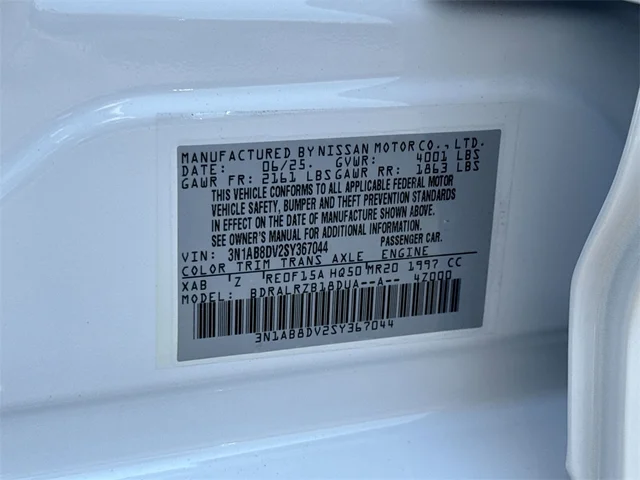 MANUFACTURED BY NISSAN MOTOR CO., LTD.
DATE: 06/25. GVWR: 4001 LBS
GAWR FR: 2161 LBS GAWR RR: 1863 LBS
THIS VEHICLE CONFORMS TO ALL APPLICABLE FEDERAL MOTOR
VEHICLE SAFETY, BUMPER AND THEFT PREVENTION STANDARDS
IN EFFECT ON THE DATE OF MANUFACTURE SHOWN ABOVE.
SEE OWNER'S MANUAL FOR ADDITIONAL INFORMATION.
VIN: 3N1AB8DV2SY367044 PASSENGER CAR.
COLOR TRIM TRANS AXLE ENGINE
XAB Z RE0F15A HQ50 MR20 1997 CC
MODEL: BDRALRZB18DUA--A-- 4Z000
3N1AB8DV2SY367044